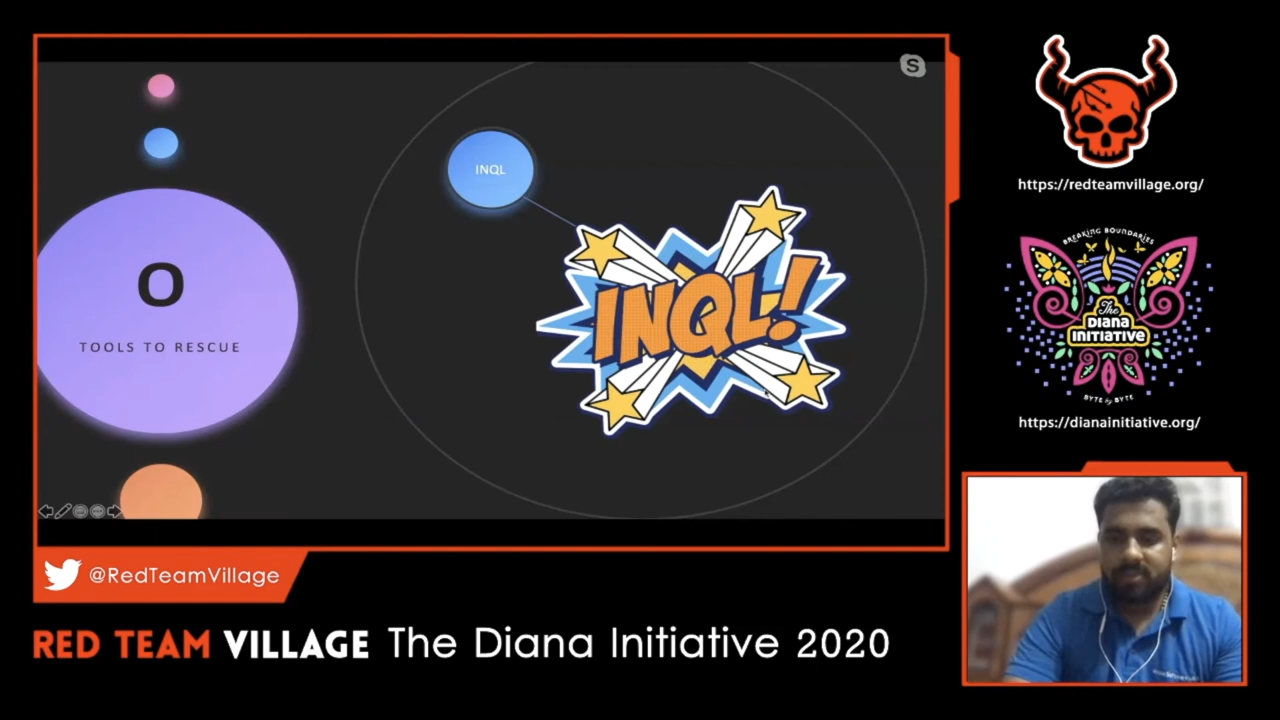 S
INQL
INQL!
O
TOOLS TO RESCUE
@RedTeamVillage
RED TEAM VILLAGE The Diana Initiative 2020
https://redteamvillage.org/
BREAKING BOUNDARIES
The
DIANA
INITIATIVE
BYTE by BYTE
https://dianainitiative.org/